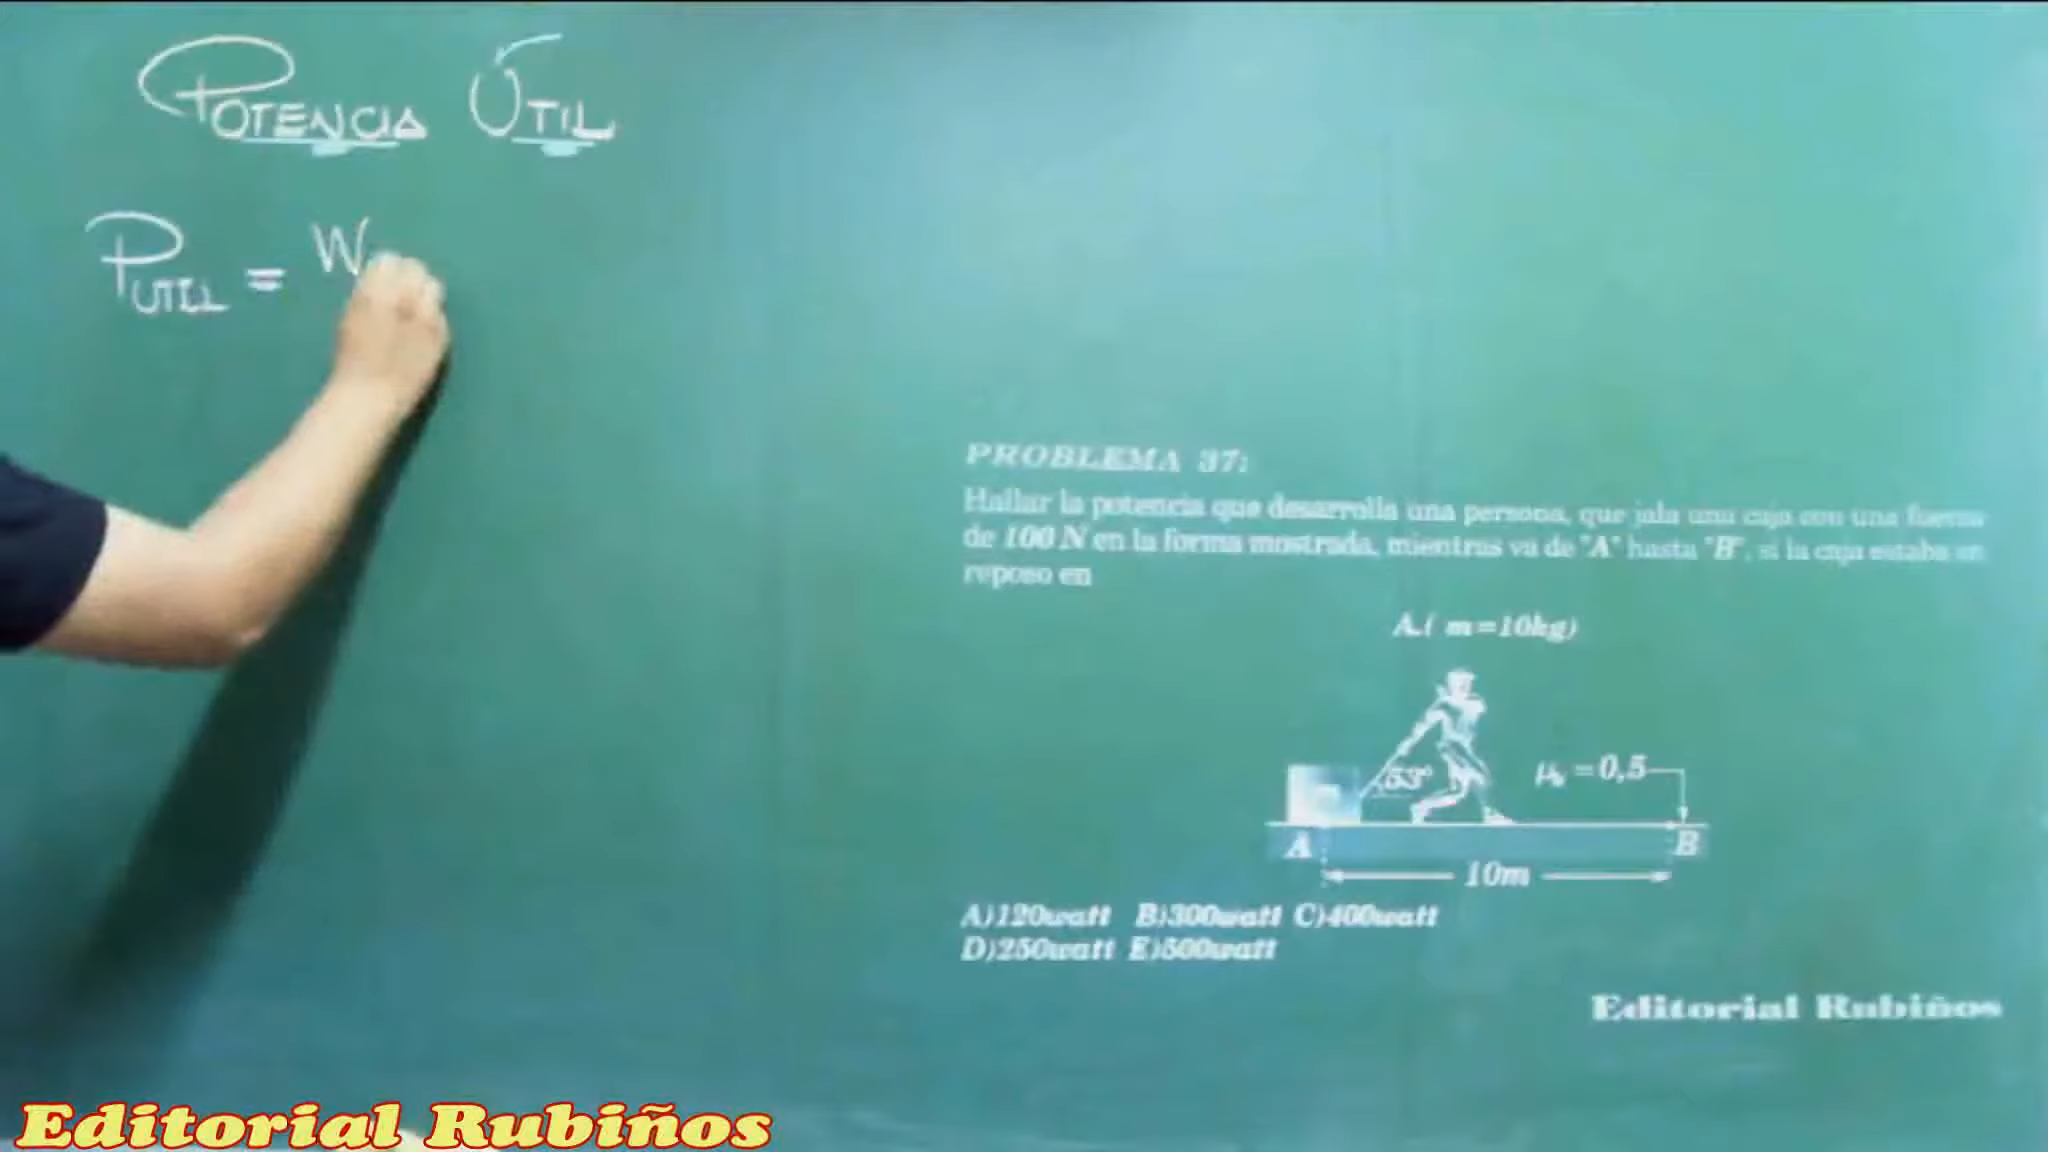 POTENCIA ÚTIL
PUTIL = W
PROBLEMA 37:
Hallar la potencia que desarrolla una persona, que jala una caja con una fuerza
de 100 N en la forma mostrada, mientras va de "A" hasta "B", si la caja estaba en
reposo en
A.( m=10kg)
53°
μk =0,5
A
B
10m
A)120watt B)300watt C)400watt
D)250watt E)500watt
Editorial Rubiños
Editorial Rubiños